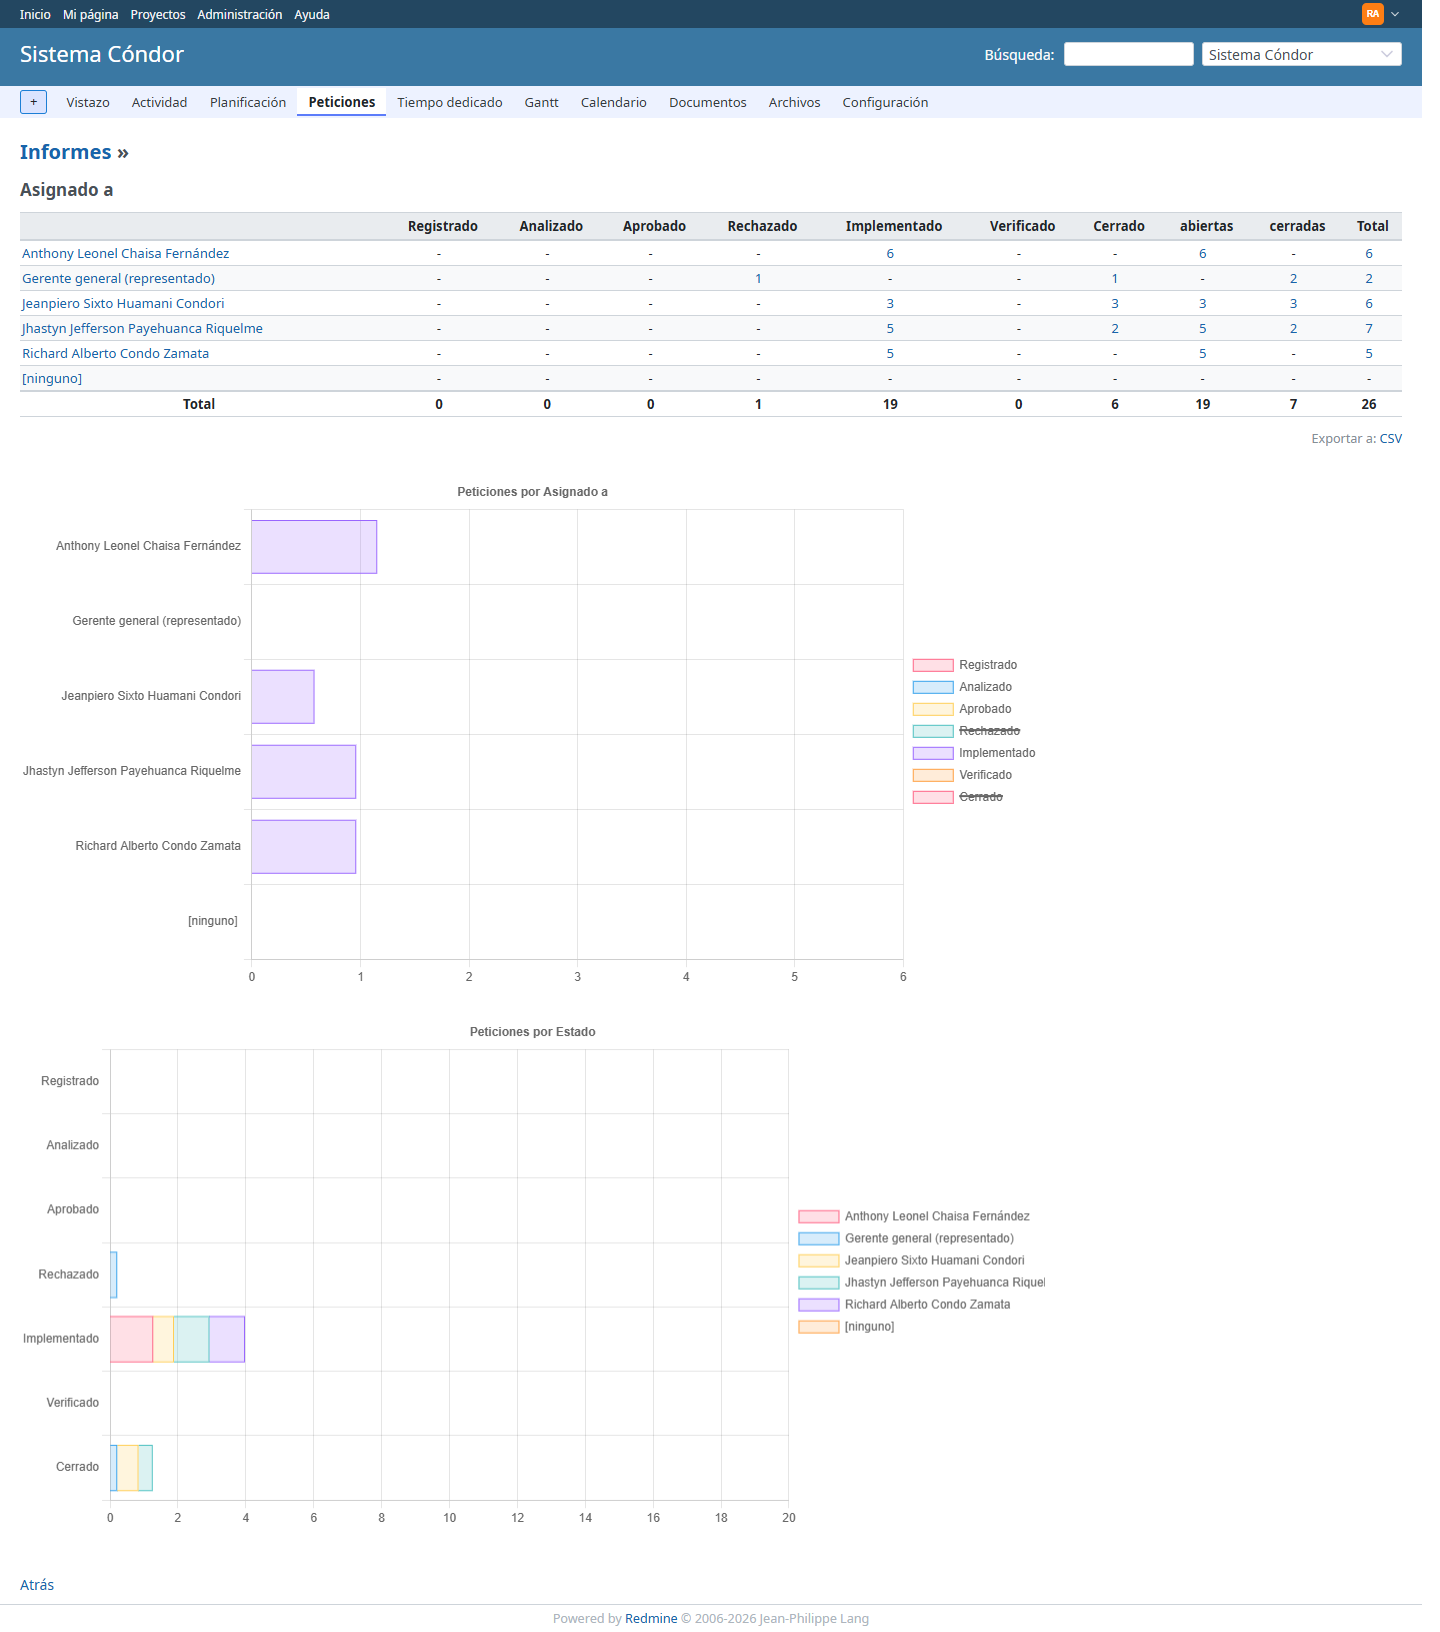 Inicio Mi página Proyectos Administración Ayuda RA
Sistema Cóndor Búsqueda: Sistema Cóndor
+ Vistazo Actividad Planificación Peticiones Tiempo dedicado Gantt Calendario Documentos Archivos Configuración
Informes »
Asignado a
Registrado Analizado Aprobado Rechazado Implementado Verificado Cerrado abiertas cerradas Total
Anthony Leonel Chaisa Fernández - - - - 6 - - 6 - 6
Gerente general (representado) - - - 1 - - 1 - 2 2
Jeanpiero Sixto Huamani Condori - - - - 3 - 3 3 3 6
Jhastyn Jefferson Payehuanca Riquelme - - - - 5 - 2 5 2 7
Richard Alberto Condo Zamata - - - - 5 - - 5 - 5
[ninguno] - - - - - - - - - -
Total 0 0 0 1 19 0 6 19 7 26
Exportar a: CSV
Peticiones por Asignado a
Anthony Leonel Chaisa Fernández
Gerente general (representado)
Jeanpiero Sixto Huamani Condori
Jhastyn Jefferson Payehuanca Riquelme
Richard Alberto Condo Zamata
[ninguno]
0 1 2 3 4 5 6
Registrado
Analizado
Aprobado
Rechazado
Implementado
Verificado
Cerrado
Peticiones por Estado
Registrado
Analizado
Aprobado
Rechazado
Implementado
Verificado
Cerrado
0 2 4 6 8 10 12 14 16 18 20
Anthony Leonel Chaisa Fernández
Gerente general (representado)
Jeanpiero Sixto Huamani Condori
Jhastyn Jefferson Payehuanca Riquel
Richard Alberto Condo Zamata
[ninguno]
Atrás
Powered by Redmine © 2006-2026 Jean-Philippe Lang